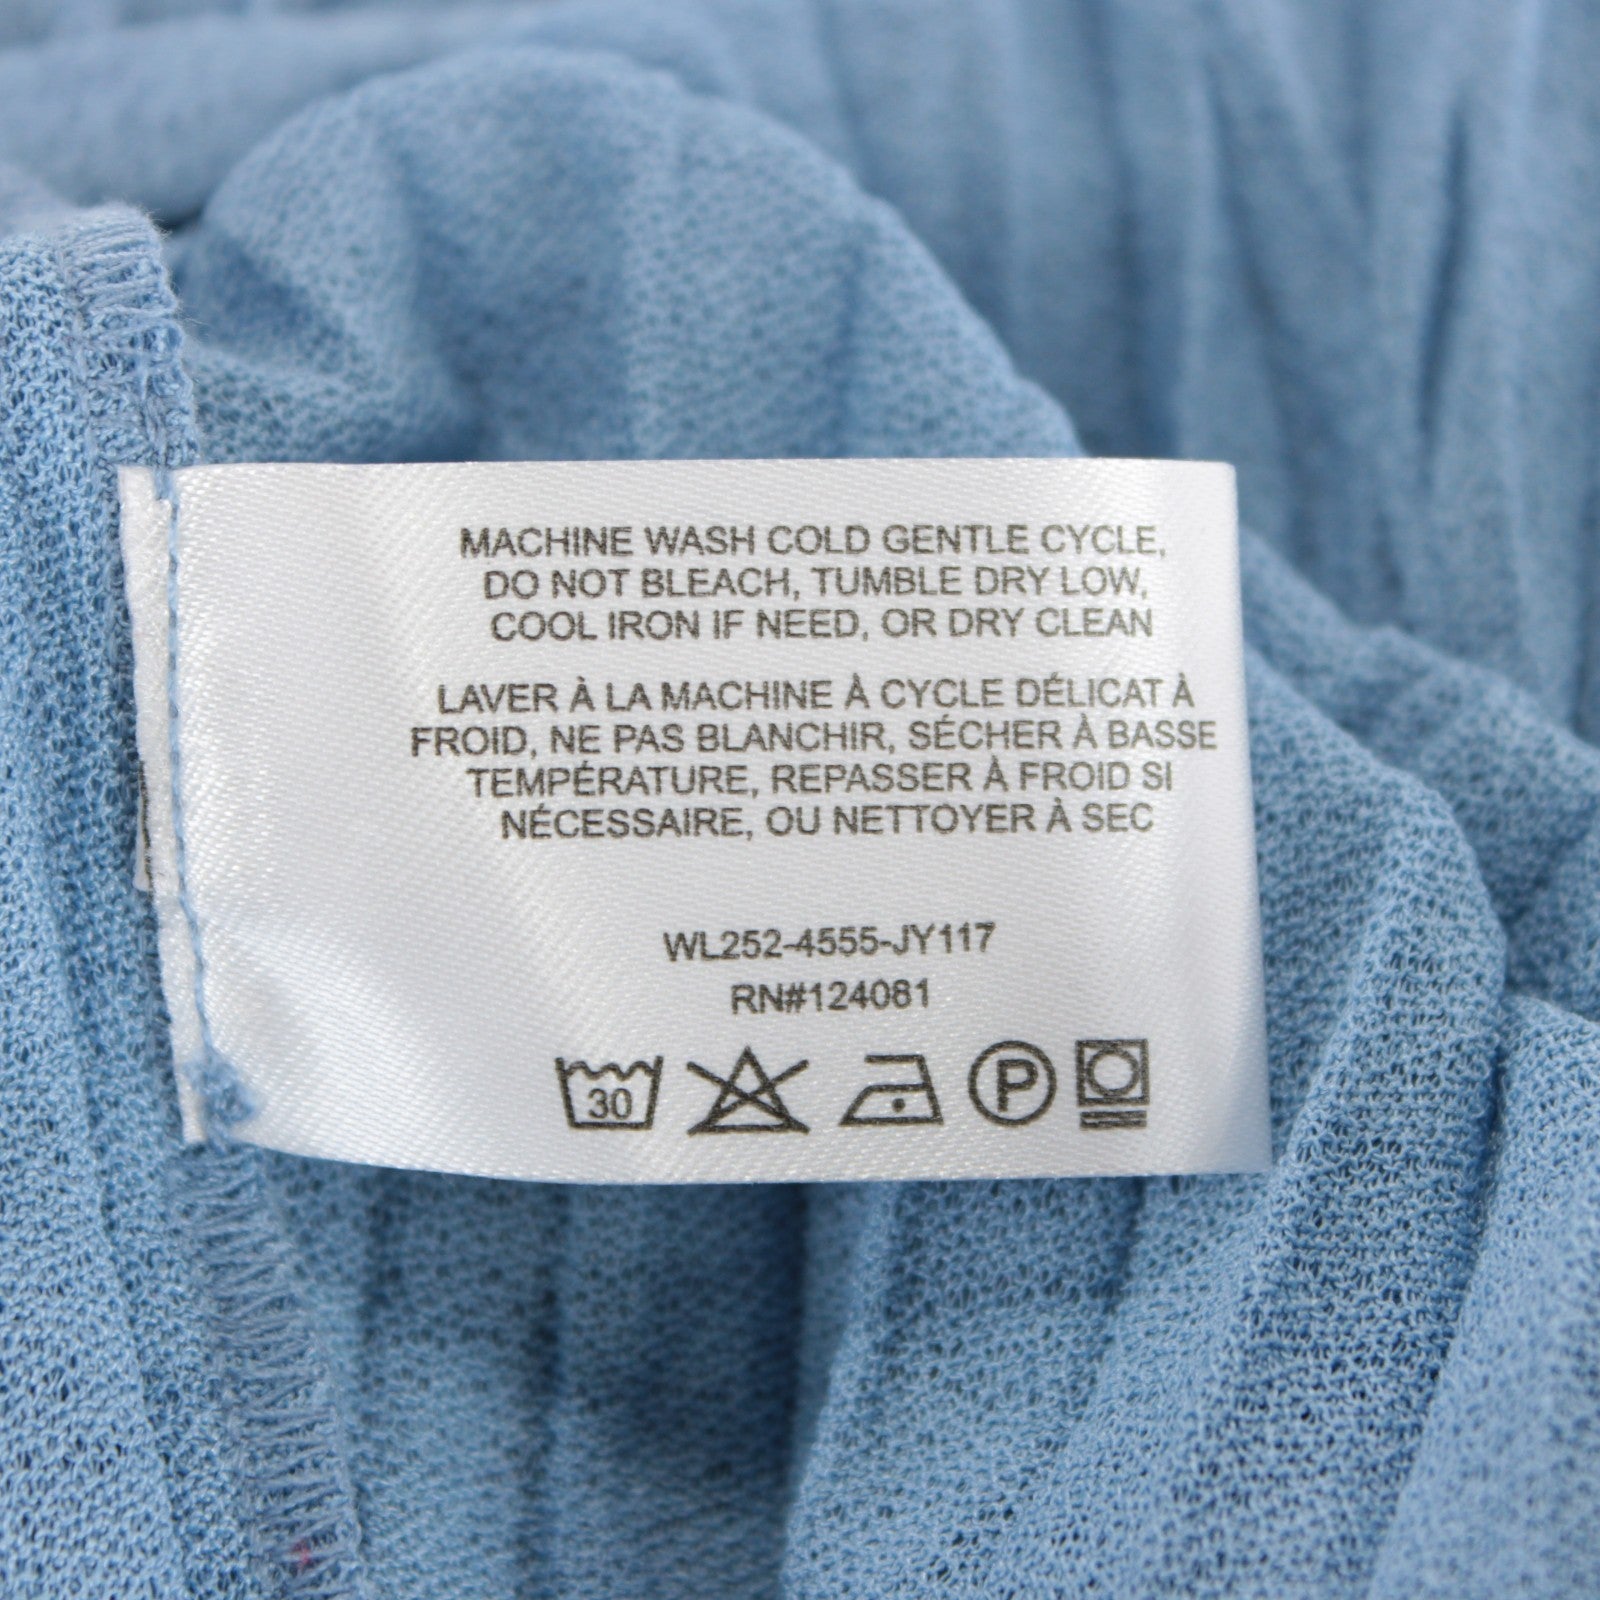 MACHINE WASH COLD GENTLE CYCLE,
DO NOT BLEACH, TUMBLE DRY LOW,
COOL IRON IF NEED, OR DRY CLEAN
LAVER À LA MACHINE À CYCLE DÉLICAT À
FROID, NE PAS BLANCHIR, SÉCHER À BASSE
TEMPÉRATURE, REPASSER À FROID SI
NÉCESSAIRE, OU NETTOYER À SEC
WL252-4555-JY117
RN#124081
30 P